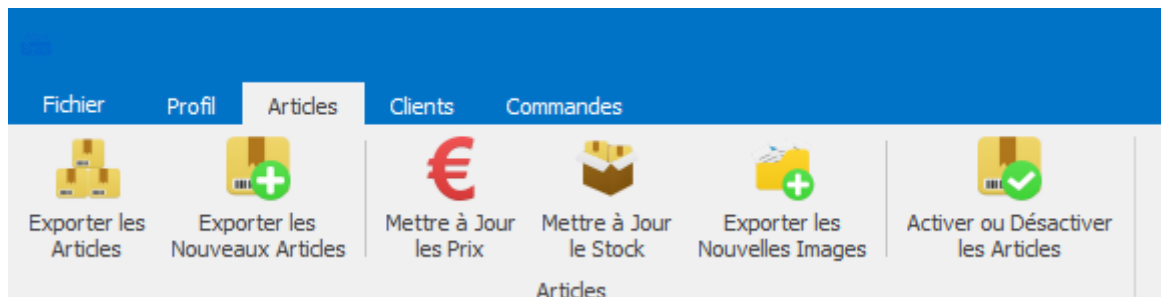 Fichier Profil Articles Clients Commandes
Exporter les
Articles
Exporter les
Nouveaux Articles
Mettre à Jour
les Prix
Mettre à Jour
le Stock
Exporter les
Nouvelles Images
Activer ou Désactiver
les Articles
Articles